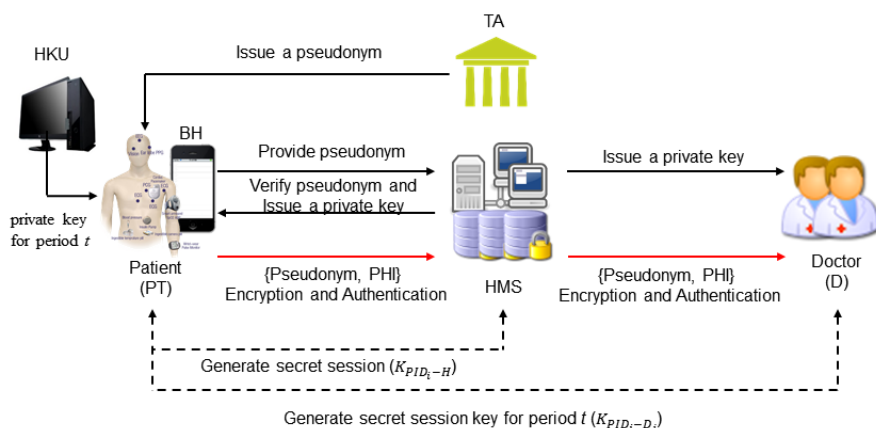 TA
HKU
Issue a pseudonym
BH
Provide pseudonym
Issue a private key
Verify pseudonym and
Issue a private key
private key
for period t
Patient
(PT)
{Pseudonym, PHI}
Encryption and Authentication
HMS
{Pseudonym, PHI}
Encryption and Authentication
Doctor
(D)
Generate secret session (K_{PID_i-H})
Generate secret session key for period t (K_{PID_i-D_i})